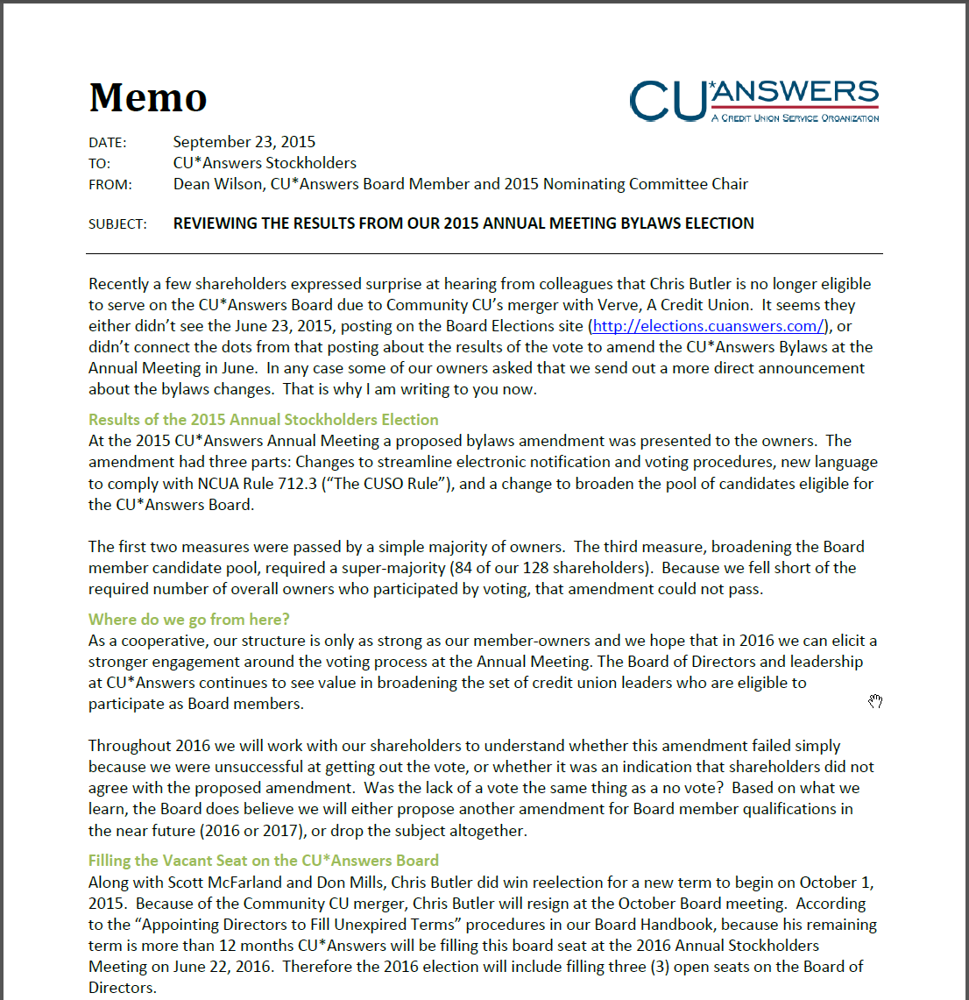 Memo
CU*ANSWERS
A CREDIT UNION SERVICE ORGANIZATION
DATE: September 23, 2015
TO: CU*Answers Stockholders
FROM: Dean Wilson, CU*Answers Board Member and 2015 Nominating Committee Chair
SUBJECT: REVIEWING THE RESULTS FROM OUR 2015 ANNUAL MEETING BYLAWS ELECTION
Recently a few shareholders expressed surprise at hearing from colleagues that Chris Butler is no longer eligible
to serve on the CU*Answers Board due to Community CU’s merger with Verve, A Credit Union.  It seems they
either didn’t see the June 23, 2015, posting on the Board Elections site (http://elections.cuanswers.com/), or
didn’t connect the dots from that posting about the results of the vote to amend the CU*Answers Bylaws at the
Annual Meeting in June.  In any case some of our owners asked that we send out a more direct announcement
about the bylaws changes.  That is why I am writing to you now.
Results of the 2015 Annual Stockholders Election
At the 2015 CU*Answers Annual Meeting a proposed bylaws amendment was presented to the owners.  The
amendment had three parts: Changes to streamline electronic notification and voting procedures, new language
to comply with NCUA Rule 712.3 (“The CUSO Rule”), and a change to broaden the pool of candidates eligible for
the CU*Answers Board.
The first two measures were passed by a simple majority of owners.  The third measure, broadening the Board
member candidate pool, required a super-majority (84 of our 128 shareholders).  Because we fell short of the
required number of overall owners who participated by voting, that amendment could not pass.
Where do we go from here?
As a cooperative, our structure is only as strong as our member-owners and we hope that in 2016 we can elicit a
stronger engagement around the voting process at the Annual Meeting. The Board of Directors and leadership
at CU*Answers continues to see value in broadening the set of credit union leaders who are eligible to
participate as Board members.
Throughout 2016 we will work with our shareholders to understand whether this amendment failed simply
because we were unsuccessful at getting out the vote, or whether it was an indication that shareholders did not
agree with the proposed amendment.  Was the lack of a vote the same thing as a no vote?  Based on what we
learn, the Board does believe we will either propose another amendment for Board member qualifications in
the near future (2016 or 2017), or drop the subject altogether.
Filling the Vacant Seat on the CU*Answers Board
Along with Scott McFarland and Don Mills, Chris Butler did win reelection for a new term to begin on October 1,
2015.  Because of the Community CU merger, Chris Butler will resign at the October Board meeting.  According
to the “Appointing Directors to Fill Unexpired Terms” procedures in our Board Handbook, because his remaining
term is more than 12 months CU*Answers will be filling this board seat at the 2016 Annual Stockholders
Meeting on June 22, 2016.  Therefore the 2016 election will include filling three (3) open seats on the Board of
Directors.